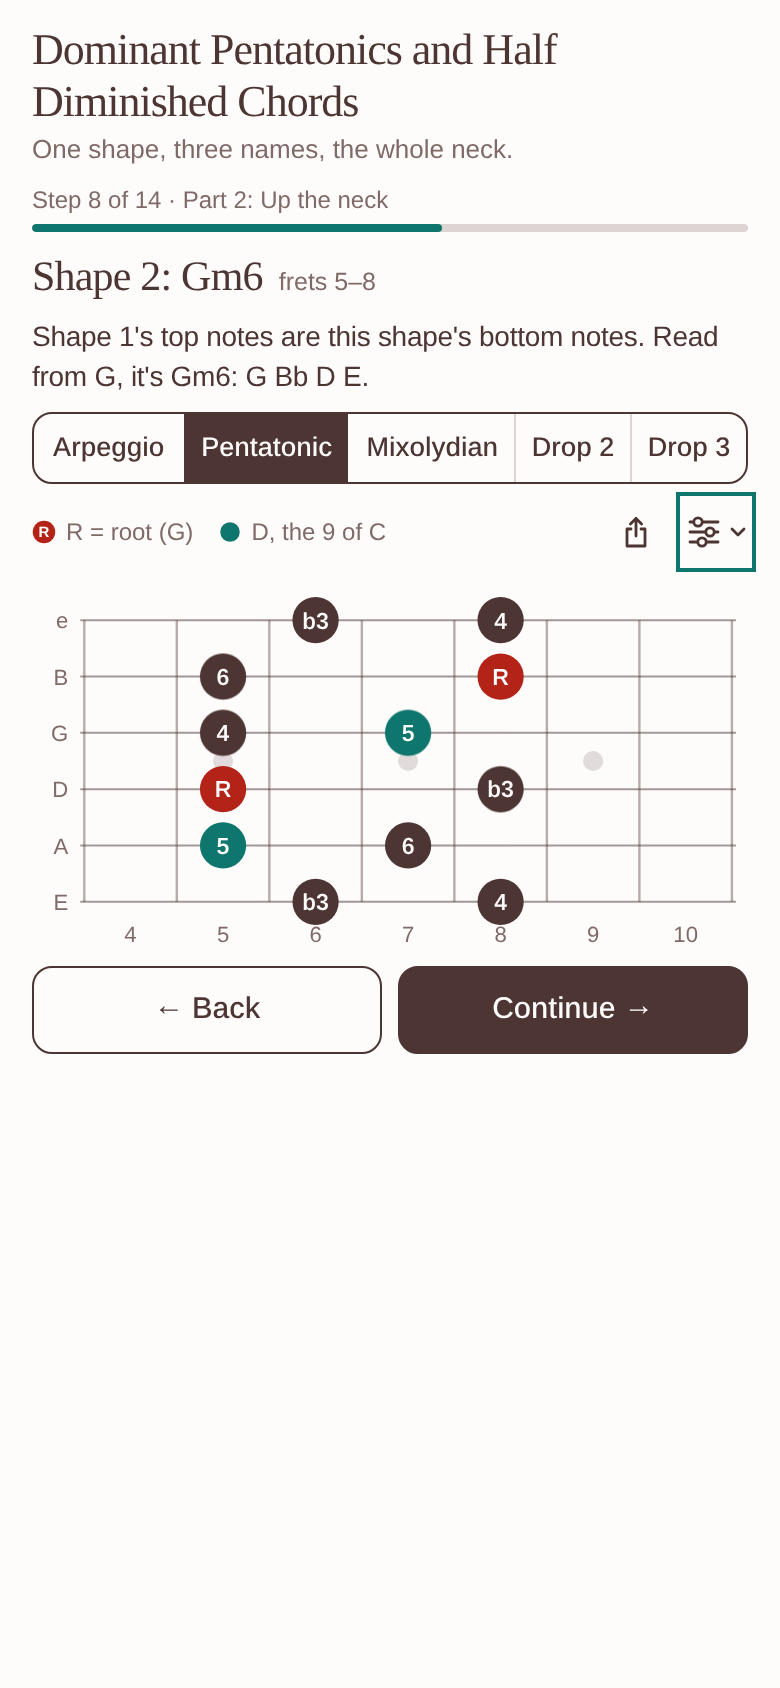 Dominant Pentatonics and Half
Diminished Chords
One shape, three names, the whole neck.
Step 8 of 14 · Part 2: Up the neck
Shape 2: Gm6 frets 5–8
Shape 1's top notes are this shape's bottom notes. Read
from G, it's Gm6: G Bb D E.
Arpeggio Pentatonic Mixolydian Drop 2 Drop 3
R R = root (G) D, the 9 of C
e b3 4
B 6 R
G 4 5
D R b3
A 5 6
E b3 4
4 5 6 7 8 9 10
← Back Continue →